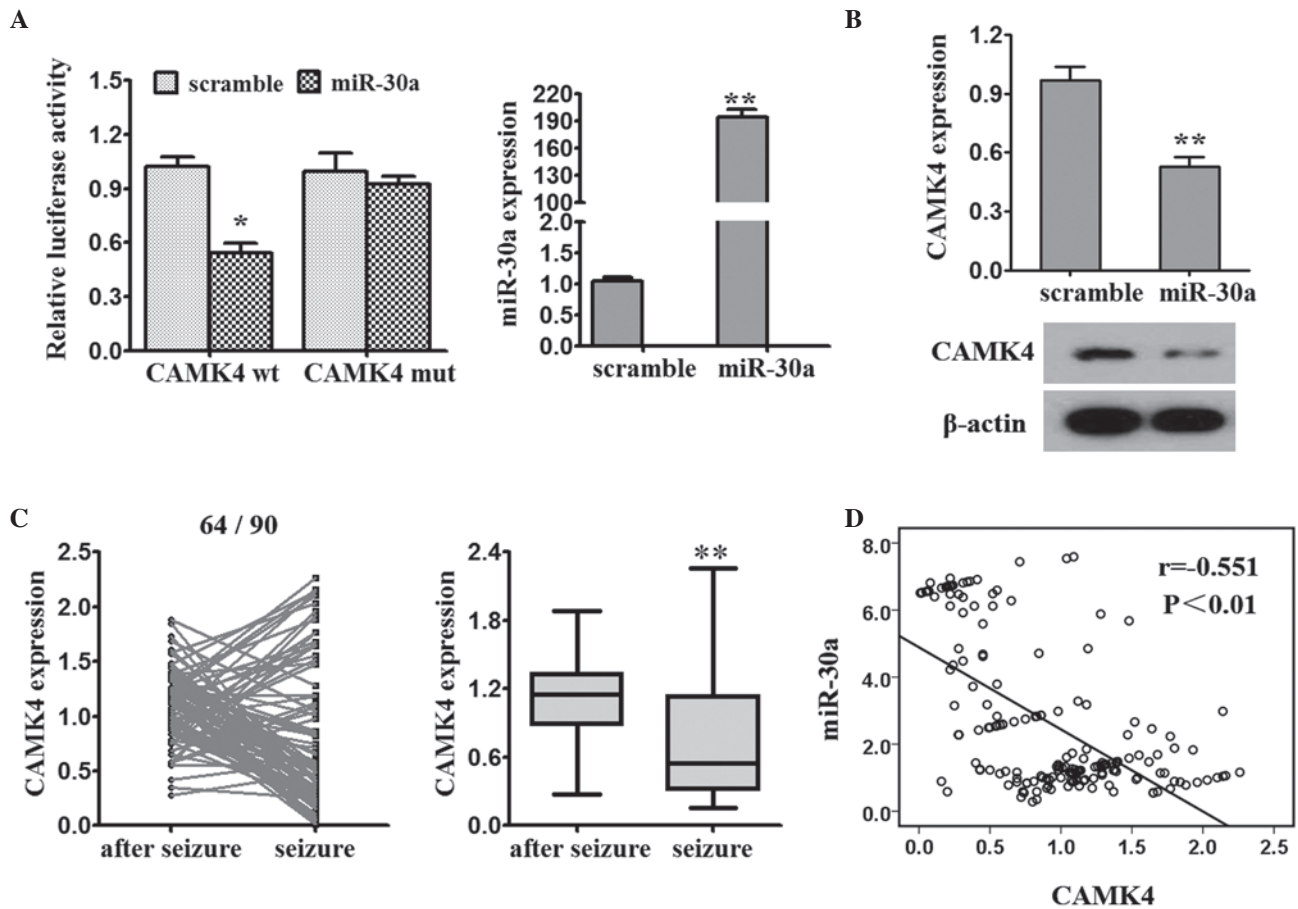 A
Relative luciferase activity
1.5
1.2
0.9
0.6
0.3
0.0
scramble miR-30a
*
CAMK4 wt CAMK4 mut
miR-30a expression
220
190
160
130
100
2.0
1.5
1.0
0.5
0.0
**
scramble miR-30a
B
CAMK4 expression
1.2
0.9
0.6
0.3
0.0
**
scramble miR-30a
CAMK4
β-actin
C
64 / 90
CAMK4 expression
2.5
2.0
1.5
1.0
0.5
0.0
after seizure seizure
CAMK4 expression
2.4
1.8
1.2
0.6
0.0
**
after seizure seizure
D
miR-30a
8.0
6.0
4.0
2.0
0.0
r=-0.551
P<0.01
0.0 0.5 1.0 1.5 2.0 2.5
CAMK4